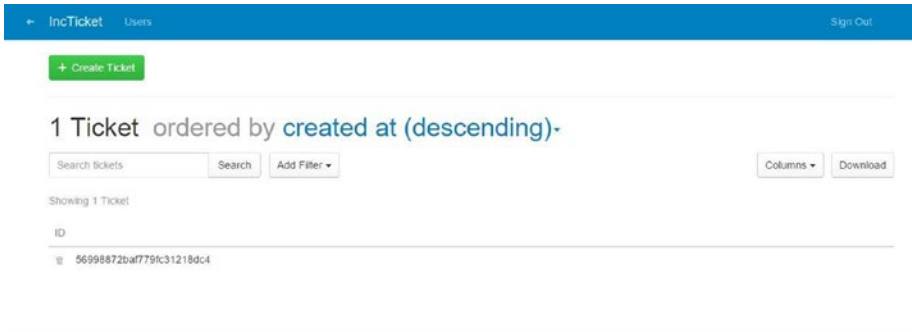 IncTicket Users Sign Out
+ Create Ticket
1 Ticket ordered by created at (descending)
Search tickets Search Add Filter Columns Download
Showing 1 Ticket
ID
56998872baf779fc31218dc4